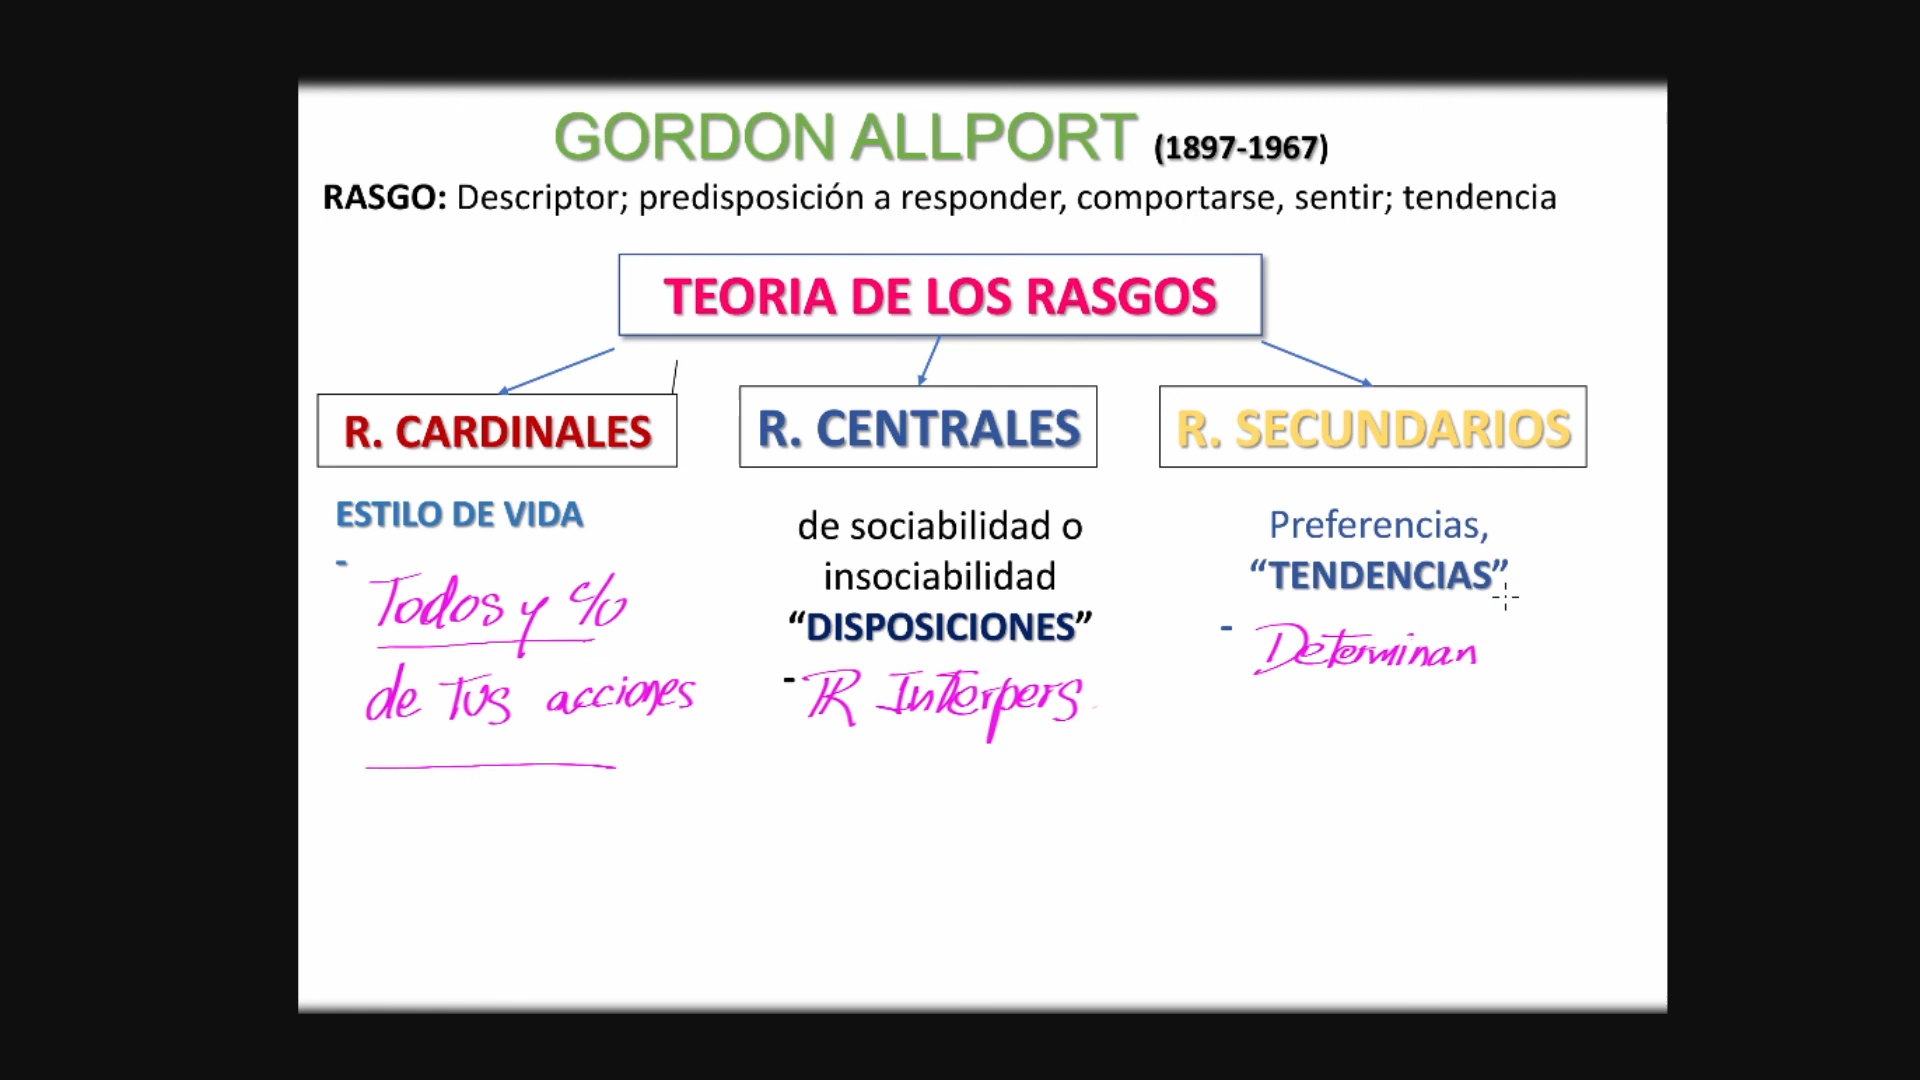 GORDON ALLPORT (1897-1967)
RASGO: Descriptor; predisposición a responder, comportarse, sentir; tendencia
TEORIA DE LOS RASGOS
R. CARDINALES
ESTILO DE VIDA
-
Todos y c/o
de Tus acciones
R. CENTRALES
de sociabilidad o
insociabilidad
“DISPOSICIONES”
- R Interpers
R. SECUNDARIOS
Preferencias,
“TENDENCIAS”
- Determinan